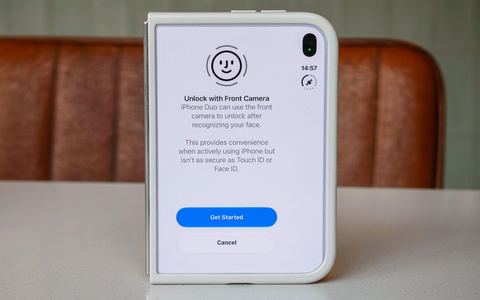 14:57
Unlock with Front Camera
iPhone Duo can use the front
camera to unlock after
recognizing your face.
This provides convenience
when actively using iPhone but
isn't as secure as Touch ID or
Face ID.
Get Started
Cancel